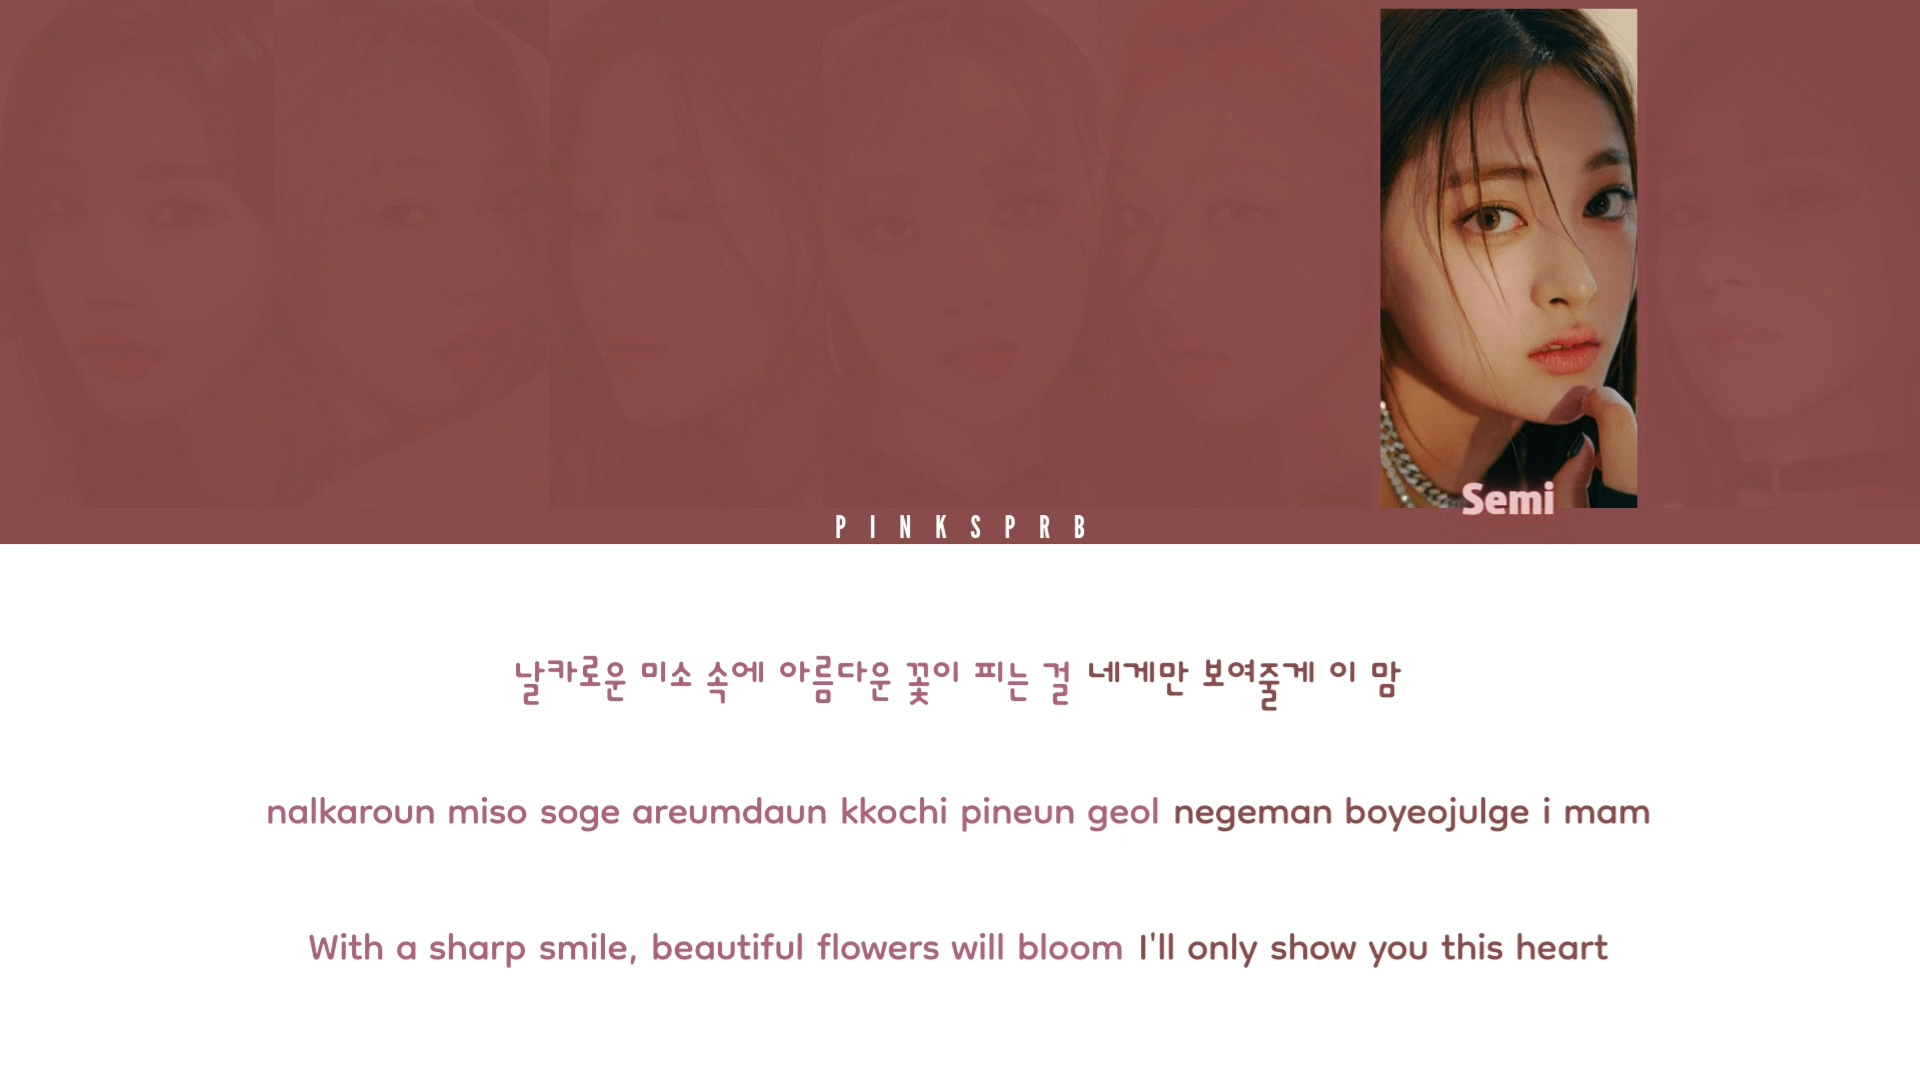 Semi
PINKSPRB
날카로운 미소 속에 아름다운 꽃이 피는 걸 네게만 보여줄게 이 맘
nalkaroun miso soge areumdaun kkochi pineun geol negeman boyeojulge i mam
With a sharp smile, beautiful flowers will bloom I'll only show you this heart